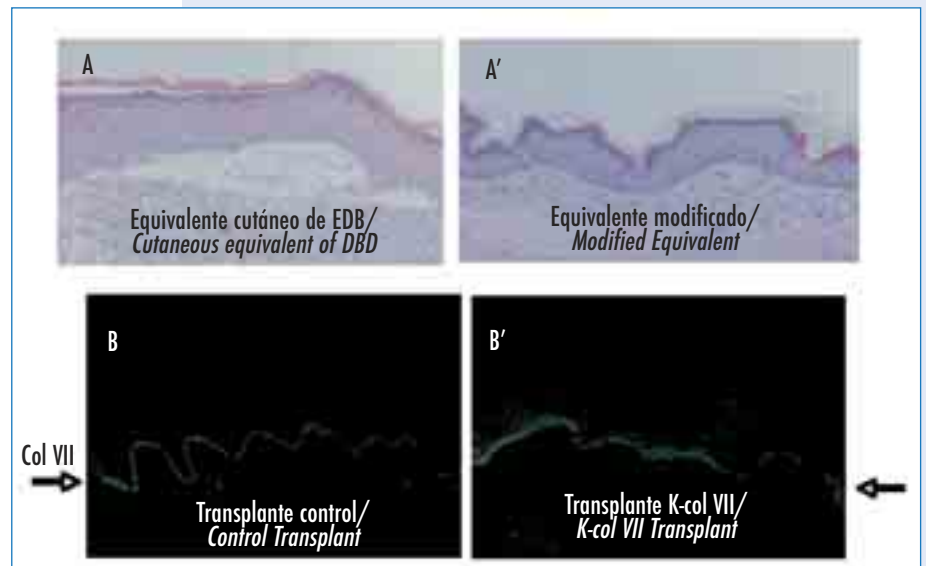 A
Equivalente cutáneo de EDB/
Cutaneous equivalent of DBD
A’
Equivalente modificado/
Modified Equivalent
B
Col VII
Transplante control/
Control Transplant
B’
Transplante K-col VII/
K-col VII Transplant